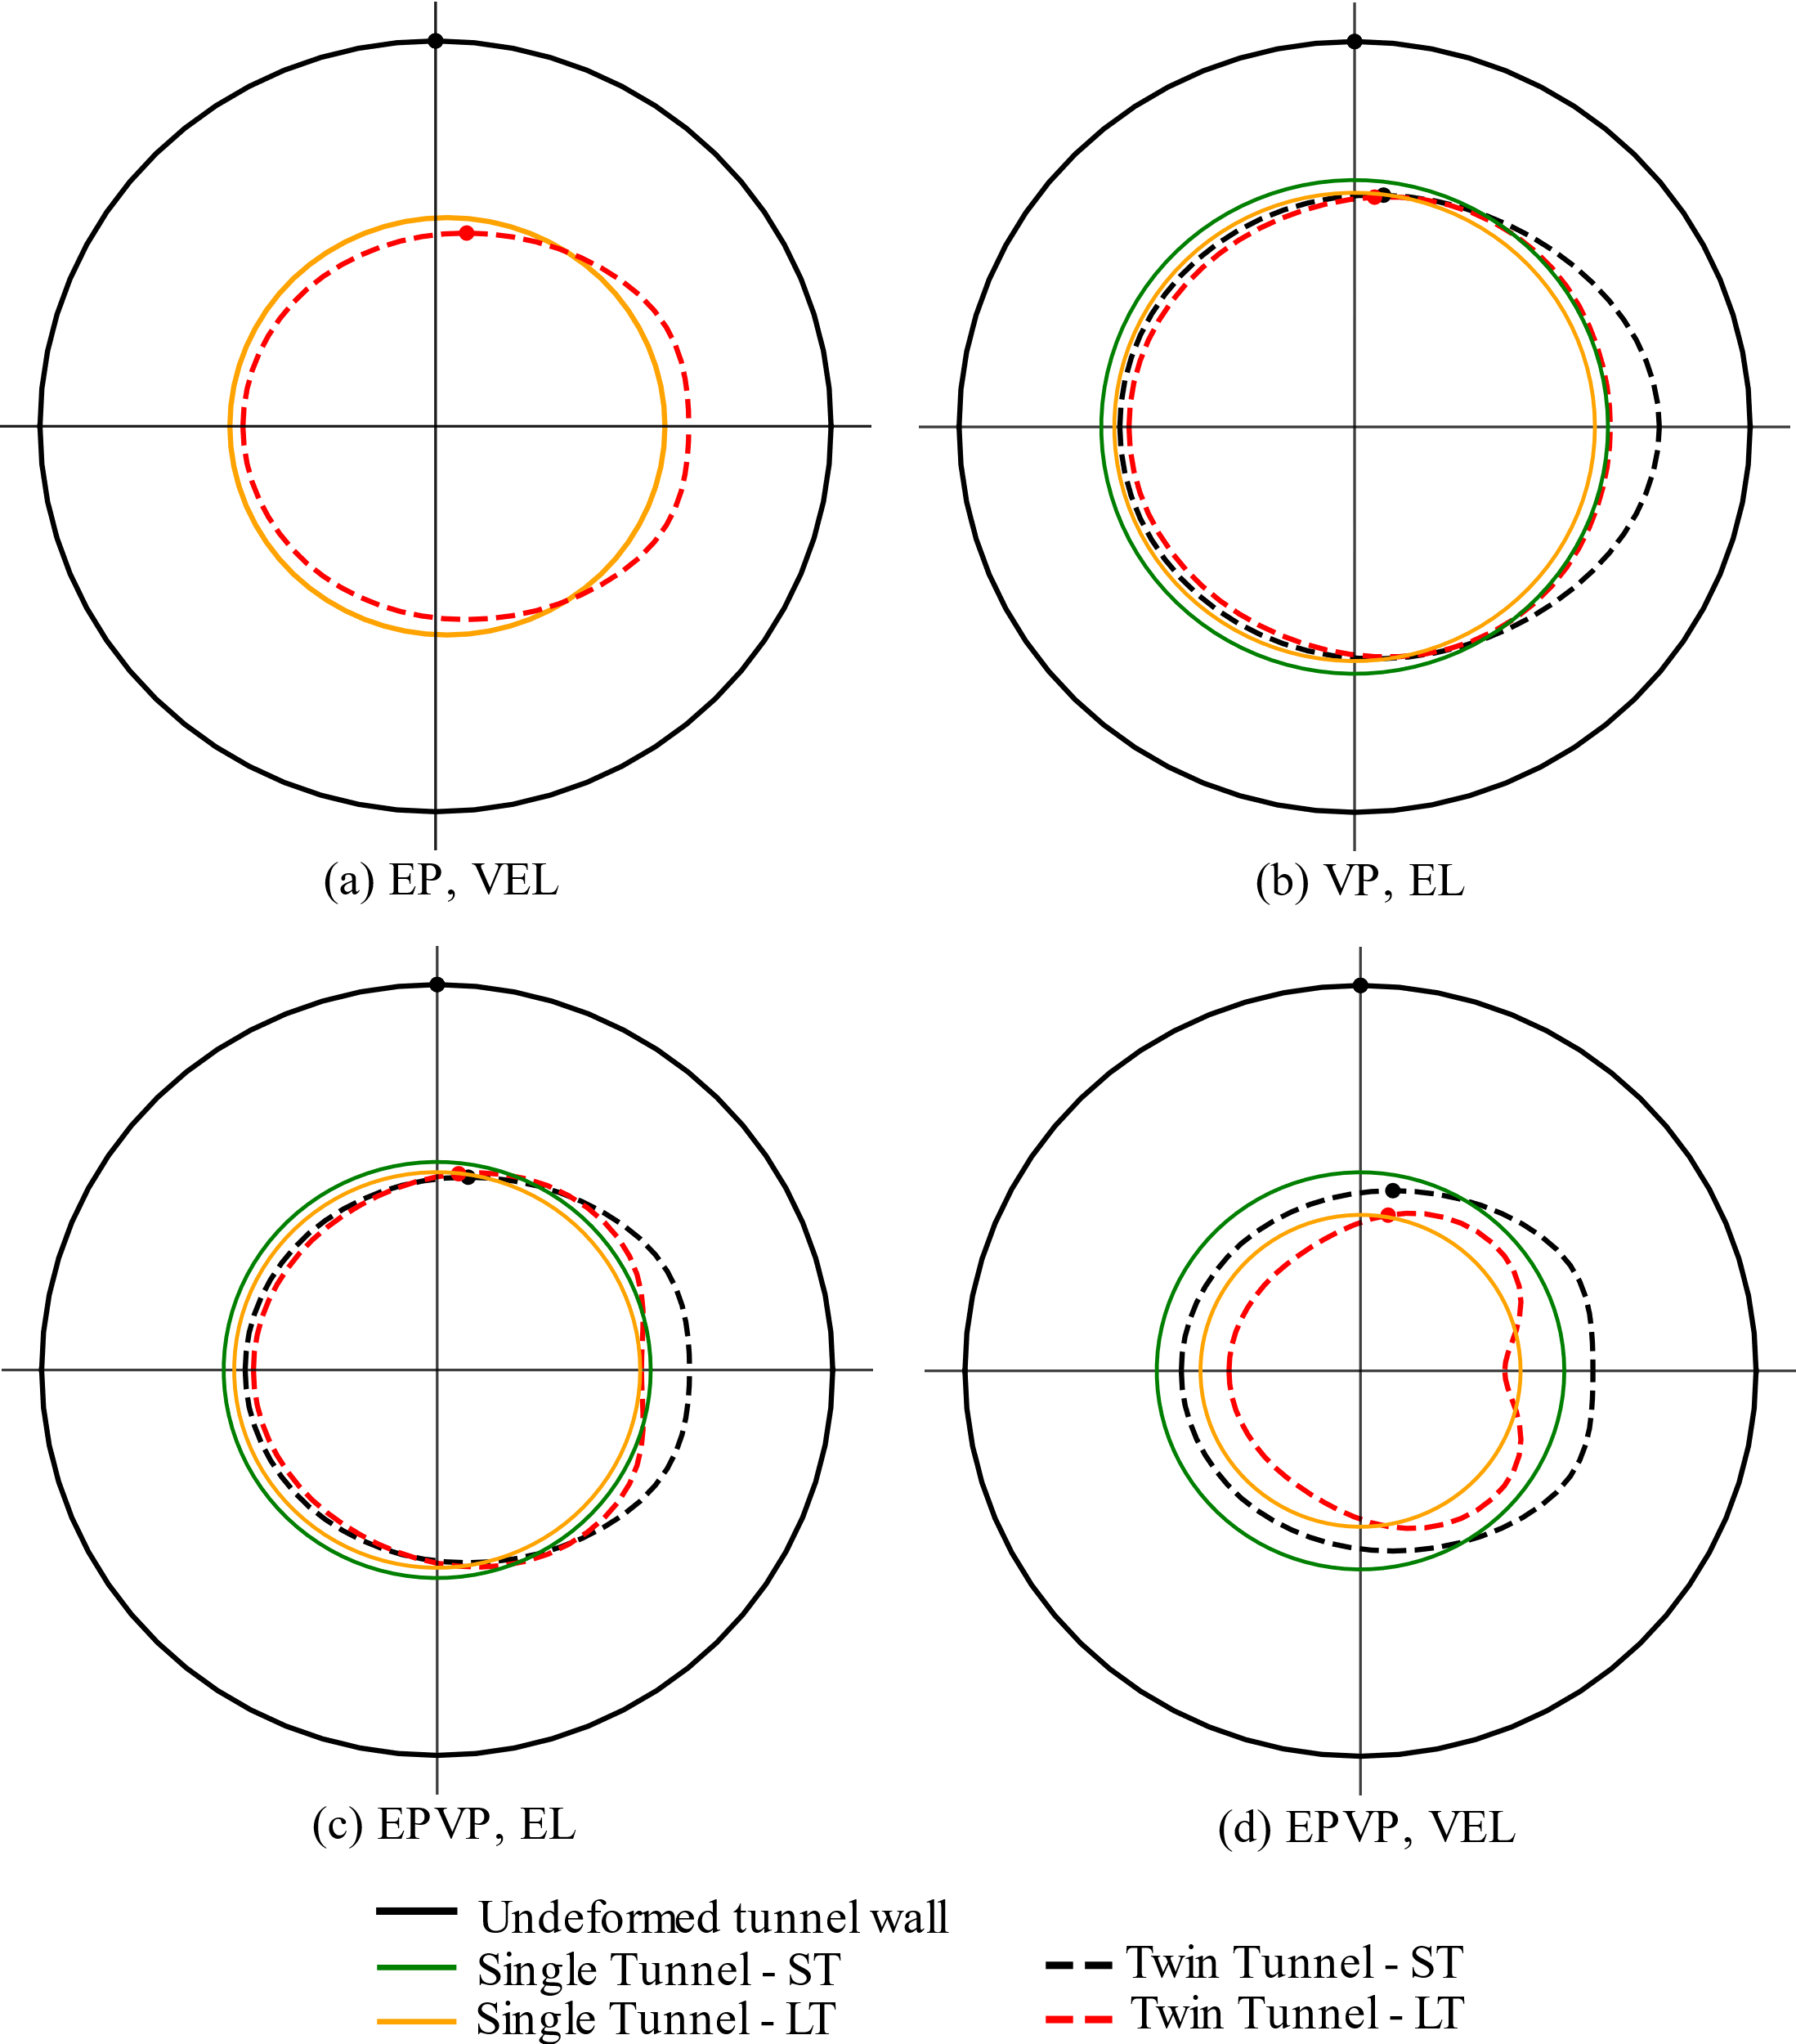 (a) EP, VEL
(b) VP, EL
(c) EPVP, EL
(d) EPVP, VEL
Undeformed tunnel wall
Single Tunnel - ST
Single Tunnel - LT
Twin Tunnel - ST
Twin Tunnel - LT